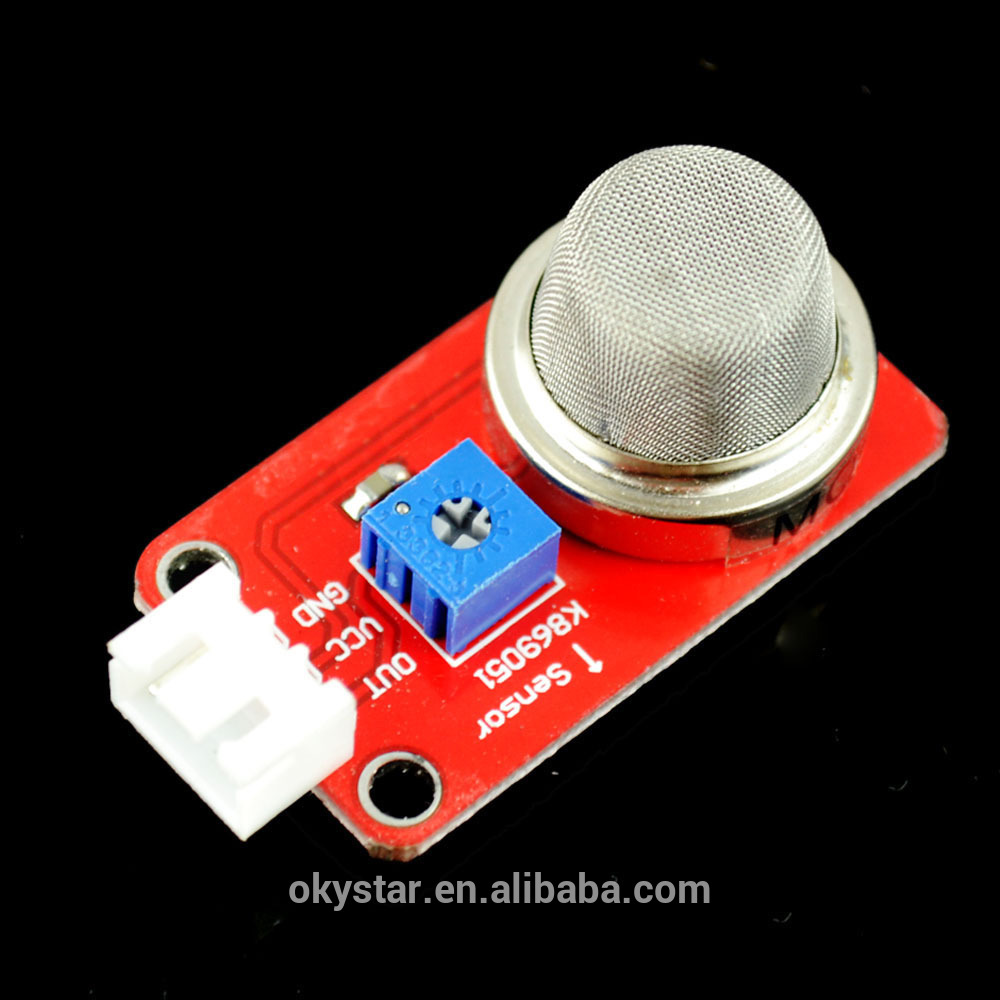 GND
VCC
OUT
K869051
↑ Sensor
okystar.en.alibaba.com